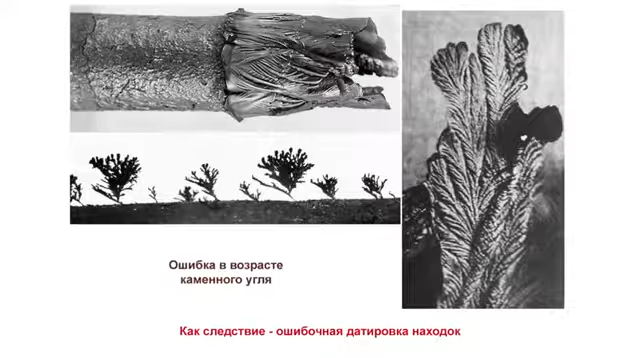 Ошибка в возрасте
каменного угля
Как следствие - ошибочная датировка находок